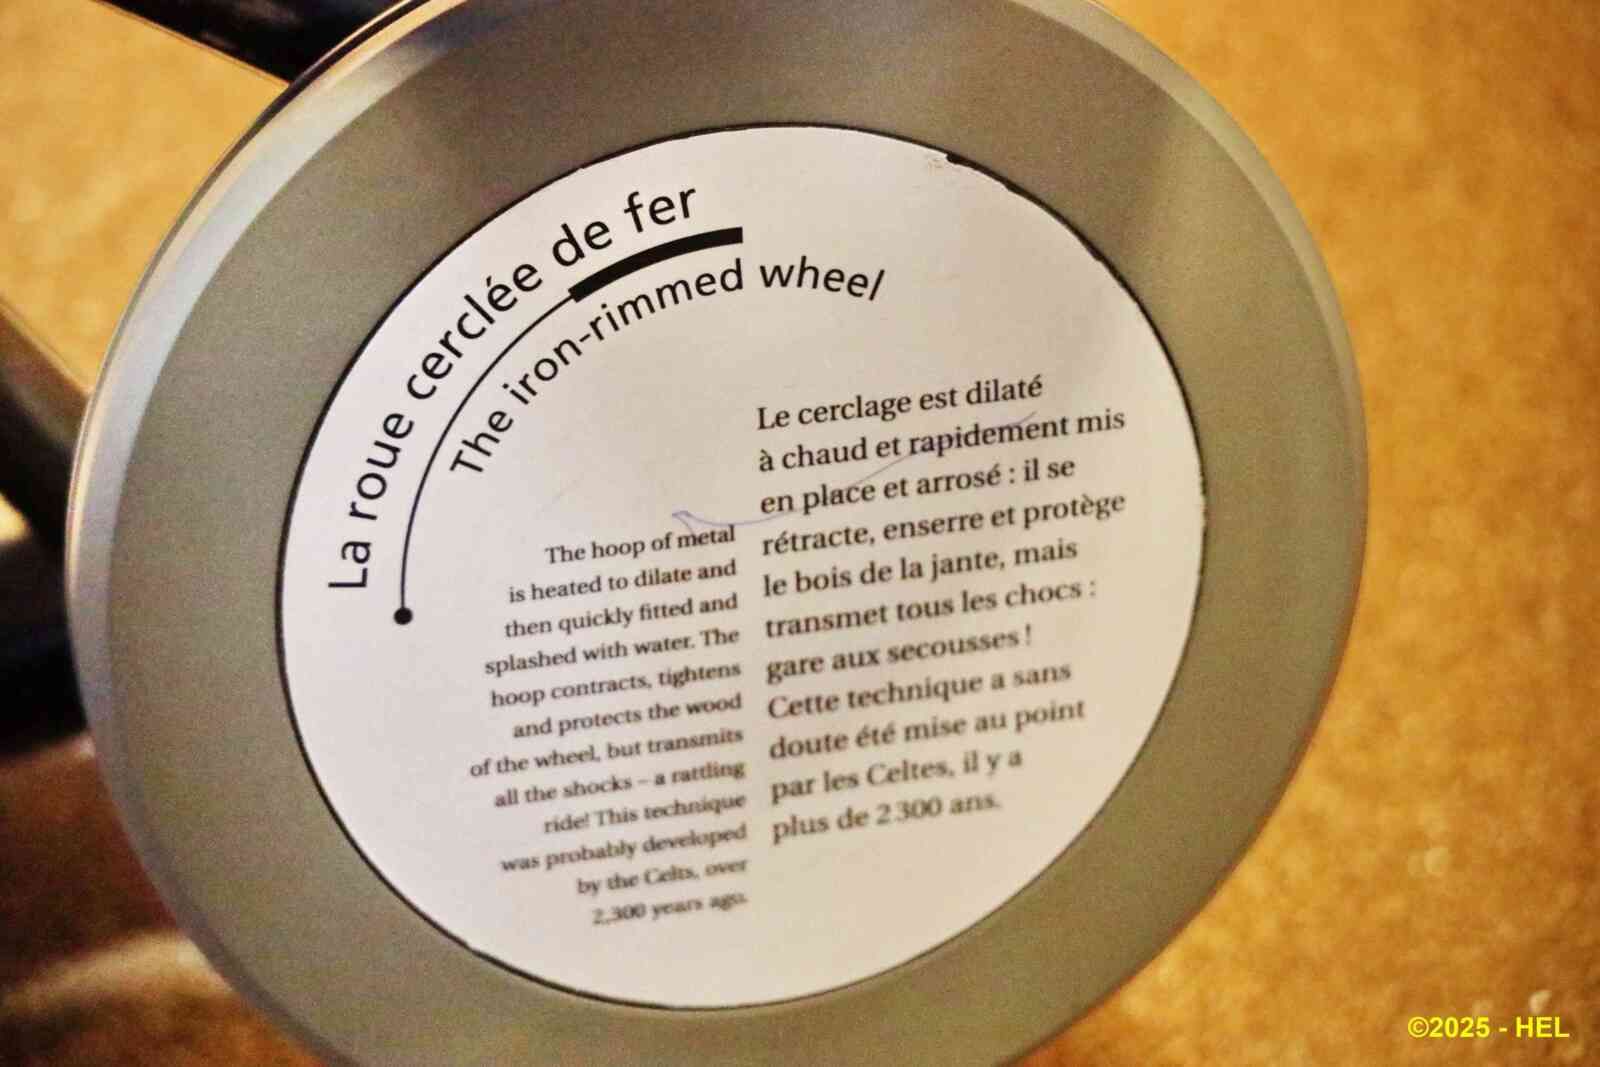 La roue cerclée de fer
The iron-rimmed wheel
The hoop of metal
is heated to dilate and
then quickly fitted and
splashed with water. The
hoop contracts, tightens
and protects the wood
of the wheel, but transmits
all the shocks – a rattling
ride! This technique
was probably developed
by the Celts, over
2,300 years ago.
Le cerclage est dilaté
à chaud et rapidement mis
en place et arrosé : il se
rétracte, enserre et protège
le bois de la jante, mais
transmet tous les chocs :
gare aux secousses !
Cette technique a sans
doute été mise au point
par les Celtes, il y a
plus de 2 300 ans.
©2025 - HEL